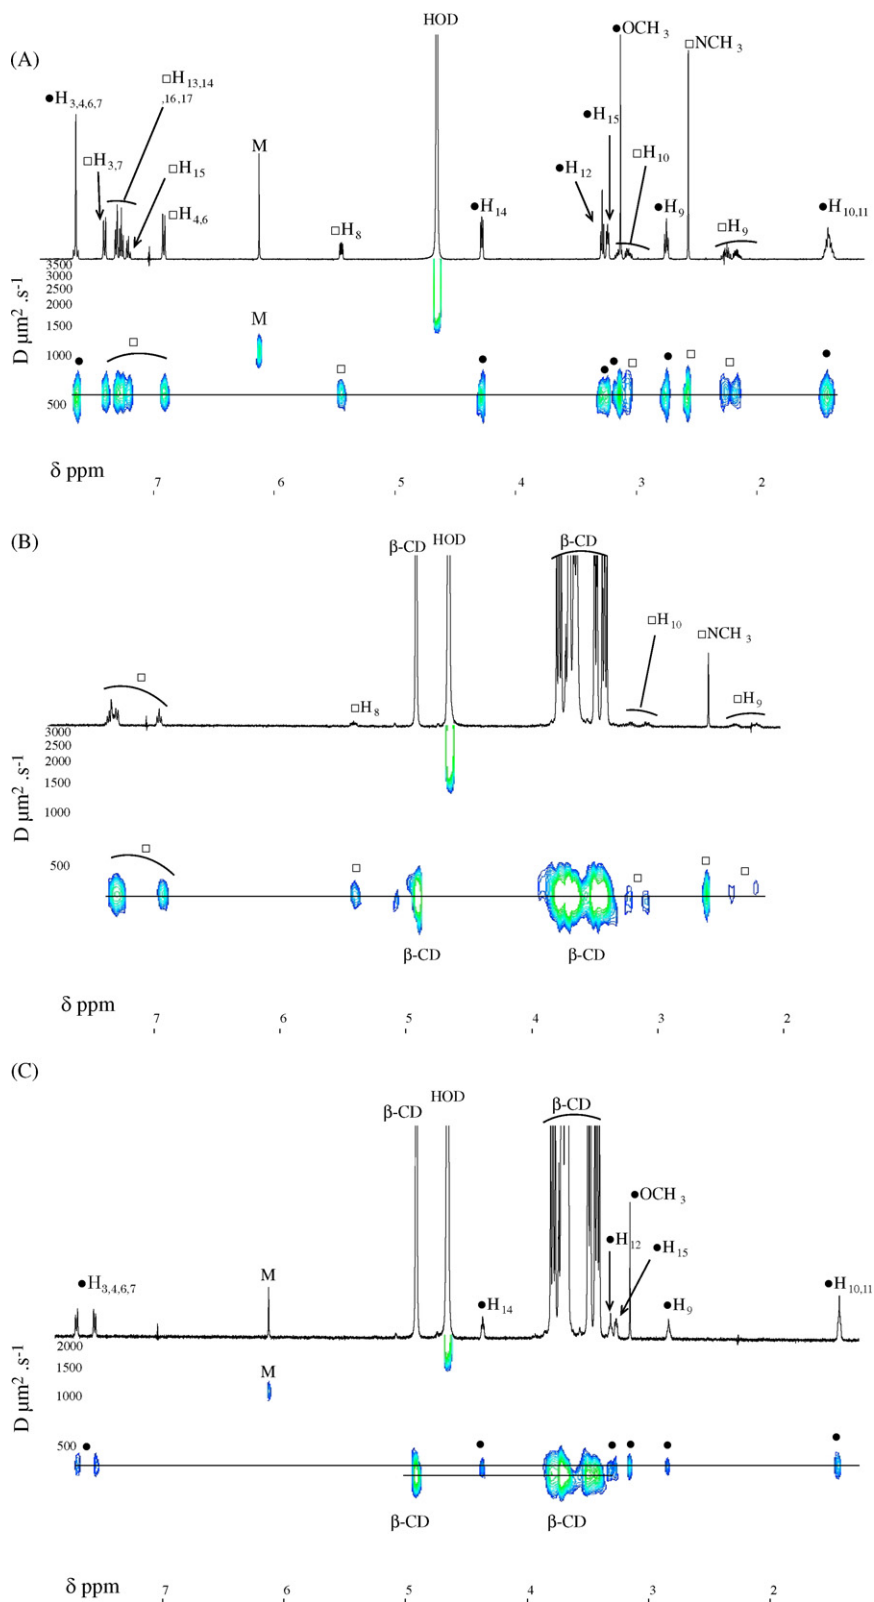 (A)
HOD
●OCH3
□NCH3
□H13,14
,16,17
●H3,4,6,7
●H15
□H3,7
□H15
M
□H10
●H12
□H4,6
●H14
●H9
●H10,11
□H8
□H9
3500
3000
2500
2000
1500
1000
500
D μm² .s⁻¹
M
δ ppm
7
6
5
4
3
2
(B)
β-CD
HOD
β-CD
□H10
□NCH3
□H8
□H9
3000
2500
2000
1500
1000
500
D μm² .s⁻¹
β-CD
β-CD
δ ppm
7
6
5
4
3
2
(C)
β-CD
HOD
β-CD
●OCH3
●H12
●H15
●H3,4,6,7
M
●H14
●H9
●H10,11
2000
1500
1000
500
D μm² .s⁻¹
M
β-CD
β-CD
δ ppm
7
6
5
4
3
2